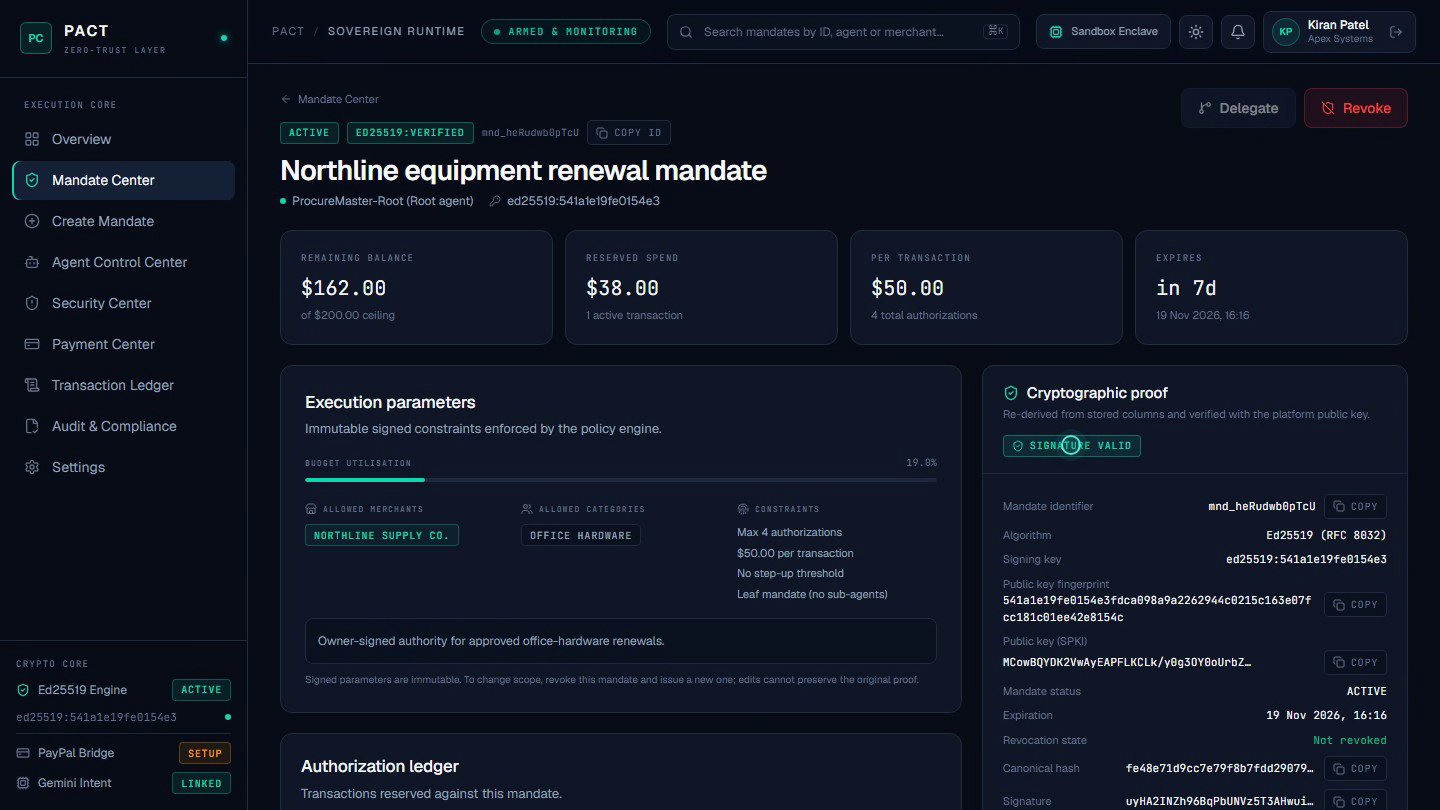 PC
PACT
ZERO-TRUST LAYER
PACT / SOVEREIGN RUNTIME
ARMED & MONITORING
Search mandates by ID, agent or merchant…
⌘K
Sandbox Enclave
KP
Kiran Patel
Apex Systems
EXECUTION CORE
Overview
Mandate Center
Create Mandate
Agent Control Center
Security Center
Payment Center
Transaction Ledger
Audit & Compliance
Settings
CRYPTO CORE
Ed25519 Engine
ACTIVE
ed25519:541a1e19fe0154e3
PayPal Bridge
SETUP
Gemini Intent
LINKED
Mandate Center
Delegate
Revoke
ACTIVE
ED25519:VERIFIED
mnd_heRudwb0pTcU
COPY ID
Northline equipment renewal mandate
ProcureMaster-Root (Root agent)
ed25519:541a1e19fe0154e3
REMAINING BALANCE
$162.00
of $200.00 ceiling
RESERVED SPEND
$38.00
1 active transaction
PER TRANSACTION
$50.00
4 total authorizations
EXPIRES
in 7d
19 Nov 2026, 16:16
Execution parameters
Immutable signed constraints enforced by the policy engine.
BUDGET UTILISATION
19.0%
ALLOWED MERCHANTS
NORTHLINE SUPPLY CO.
ALLOWED CATEGORIES
OFFICE HARDWARE
CONSTRAINTS
Max 4 authorizations
$50.00 per transaction
No step-up threshold
Leaf mandate (no sub-agents)
Owner-signed authority for approved office-hardware renewals.
Signed parameters are immutable. To change scope, revoke this mandate and issue a new one; edits cannot preserve the original proof.
Authorization ledger
Transactions reserved against this mandate.
Cryptographic proof
Re-derived from stored columns and verified with the platform public key.
SIGNATURE VALID
Mandate identifier
mnd_heRudwb0pTcU
COPY
Algorithm
Ed25519 (RFC 8032)
Signing key
ed25519:541a1e19fe0154e3
Public key fingerprint
541a1e19fe0154e3fdca098a9a2262944c0215c163e07f
cc181c01ee42e8154c
COPY
Public key (SPKI)
MCowBQYDK2VwAyEAPFLKCLk/y0g3OY0oUrbZ…
COPY
Mandate status
ACTIVE
Expiration
19 Nov 2026, 16:16
Revocation state
Not revoked
Canonical hash
fe48e71d9cc7e79f8b7fdd29079…
COPY
Signature
uyHA2INZh96BqPbUNVz5T3AHwui…
COPY